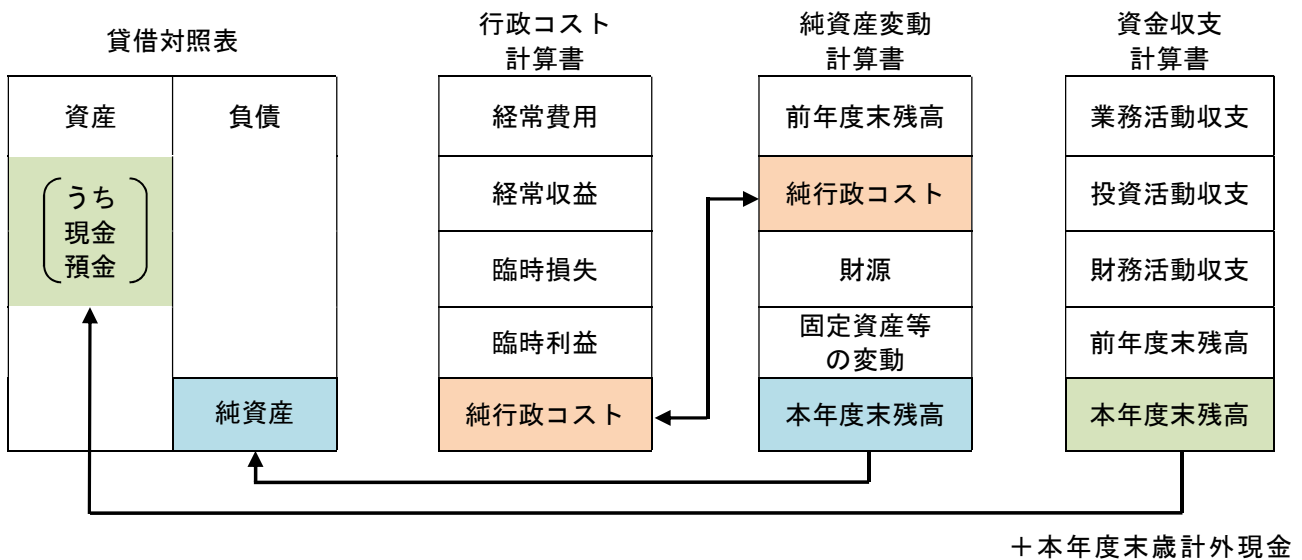 貸借対照表
資産
負債
うち
現金
預金
純資産
行政コスト
計算書
経常費用
経常収益
臨時損失
臨時利益
純行政コスト
純資産変動
計算書
前年度末残高
純行政コスト
財源
固定資産等
の変動
本年度末残高
資金収支
計算書
業務活動収支
投資活動収支
財務活動収支
前年度末残高
本年度末残高
＋本年度末歳計外現金